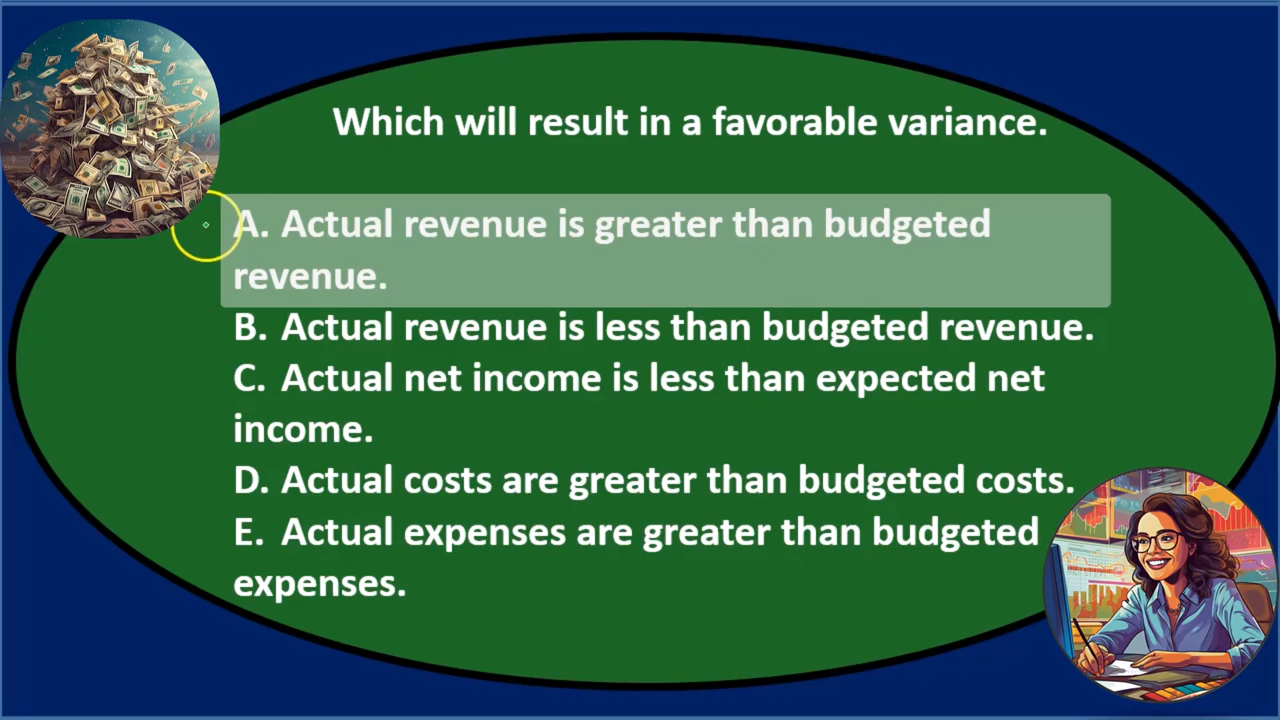 Which will result in a favorable variance.
A. Actual revenue is greater than budgeted
revenue.
B. Actual revenue is less than budgeted revenue.
C. Actual net income is less than expected net
income.
D. Actual costs are greater than budgeted costs.
E. Actual expenses are greater than budgeted
expenses.